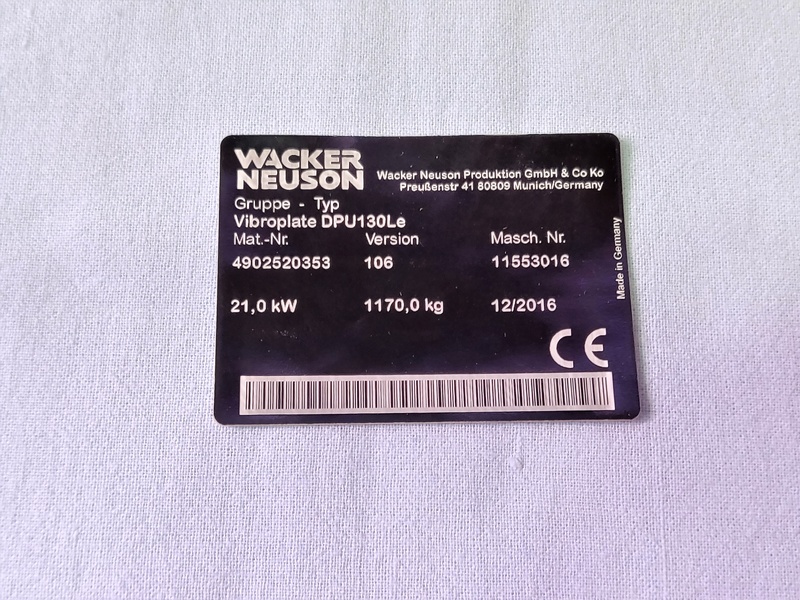 WACKER
NEUSON
Wacker Neuson Produktion GmbH & Co Ko
Preußenstr 41 80809 Munich/Germany
Gruppe - Typ
Vibroplate DPU130Le
Mat.-Nr. Version Masch. Nr.
4902520353 106 11553016
21,0 kW 1170,0 kg 12/2016
Made in Germany
CE